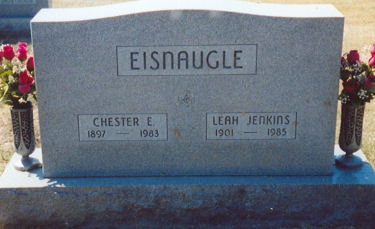 EISNAUGLE
CHESTER E.
1897 — 1983
LEAH JENKINS
1901 — 1985